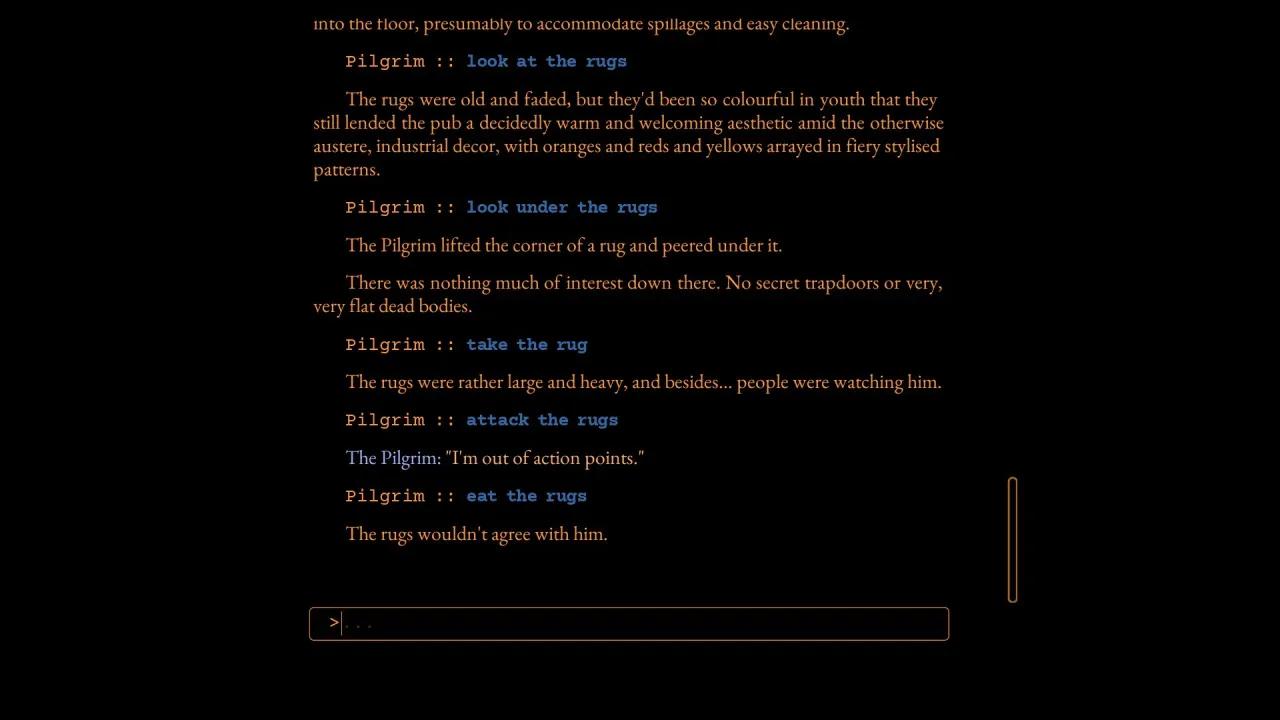 into the floor, presumably to accommodate spillages and easy cleaning.
Pilgrim :: look at the rugs
The rugs were old and faded, but they'd been so colourful in youth that they
still lended the pub a decidedly warm and welcoming aesthetic amid the otherwise
austere, industrial decor, with oranges and reds and yellows arrayed in fiery stylised
patterns.
Pilgrim :: look under the rugs
The Pilgrim lifted the corner of a rug and peered under it.
There was nothing much of interest down there. No secret trapdoors or very,
very flat dead bodies.
Pilgrim :: take the rug
The rugs were rather large and heavy, and besides... people were watching him.
Pilgrim :: attack the rugs
The Pilgrim: "I'm out of action points."
Pilgrim :: eat the rugs
The rugs wouldn't agree with him.
>...